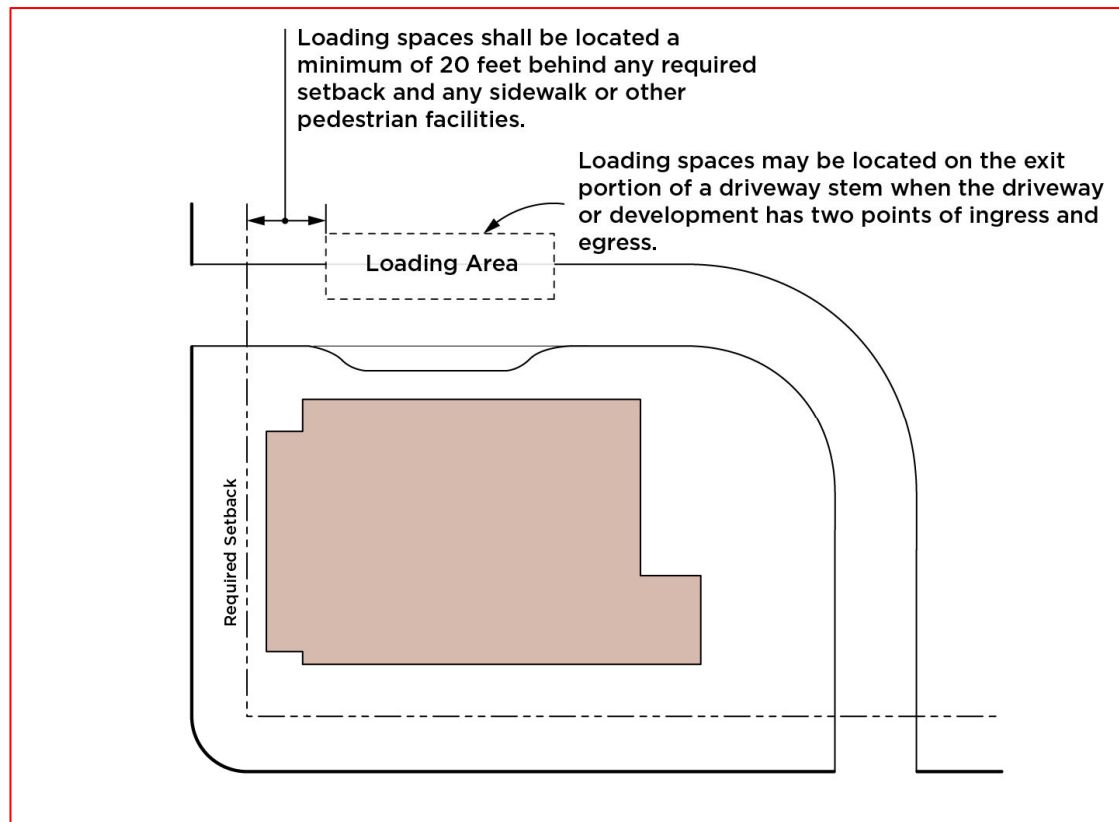 Loading spaces shall be located a
minimum of 20 feet behind any required
setback and any sidewalk or other
pedestrian facilities.
Loading spaces may be located on the exit
portion of a driveway stem when the driveway
or development has two points of ingress and
egress.
Loading Area
Required Setback